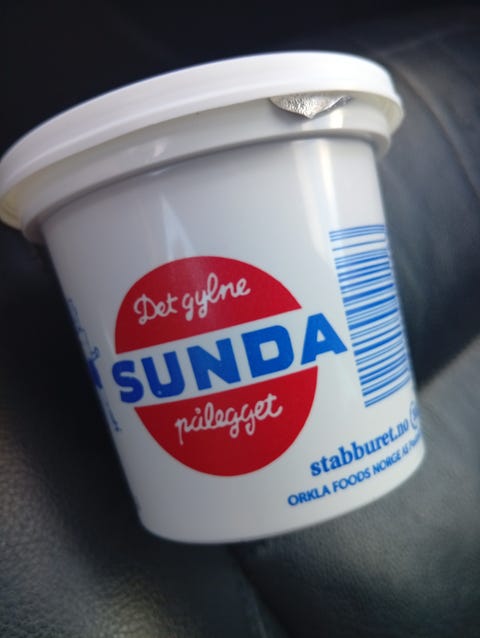 Det gylne
SUNDA
pålegget
stabburet.no
ORKLA FOODS NORGE AS